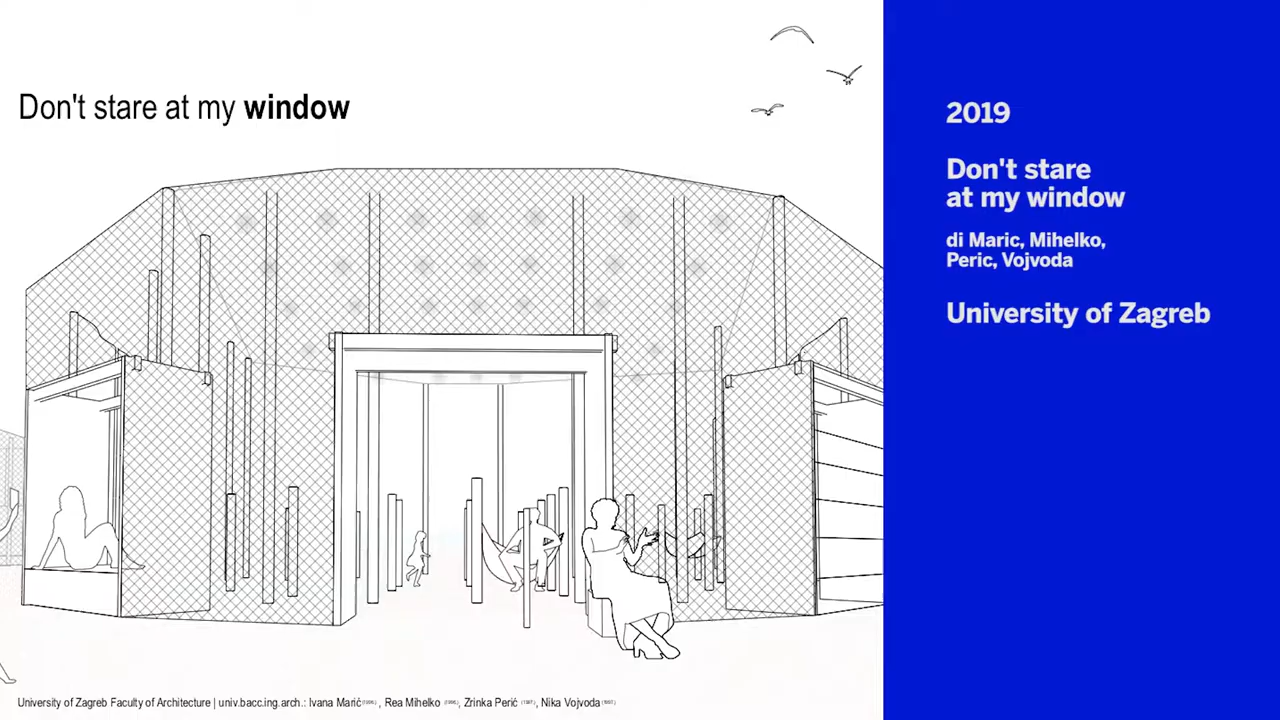 Don't stare at my window
2019
Don't stare
at my window
di Maric, Mihelko,
Peric, Vojvoda
University of Zagreb
University of Zagreb Faculty of Architecture | univ.bacc.ing.arch.: Ivana Marić , Rea Mihelko , Zrinka Perić , Nika Vojvoda